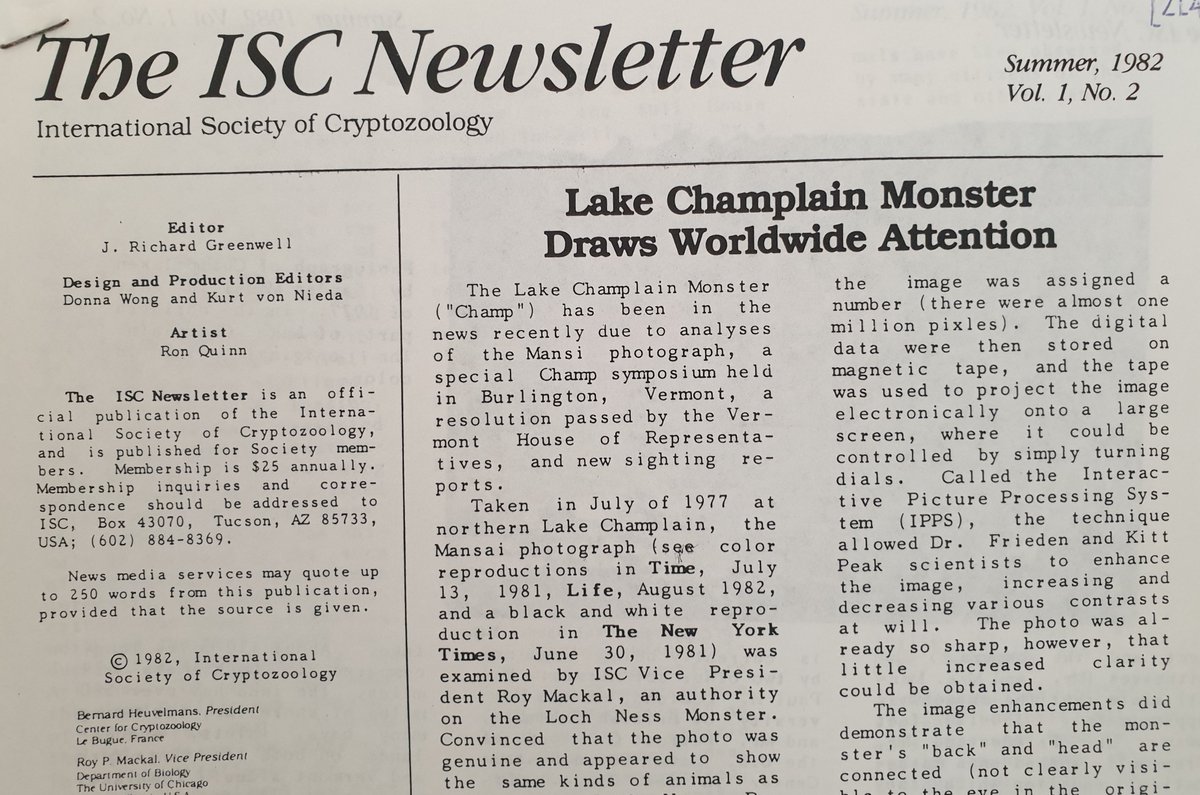 The ISC Newsletter
International Society of Cryptozoology
Summer, 1982
Vol. 1, No. 2
Editor
J. Richard Greenwell
Design and Production Editors
Donna Wong and Kurt von Nieda
Artist
Ron Quinn
The ISC Newsletter is an offi-
cial publication of the Interna-
tional Society of Cryptozoology,
and is published for Society mem-
bers. Membership is $25 annually.
Membership inquiries and corre-
spondence should be addressed to
ISC, Box 43070, Tucson, AZ 85733,
USA; (602) 884-8369.
News media services may quote up
to 250 words from this publication,
provided that the source is given.
© 1982, International
Society of Cryptozoology
Bernard Heuvelmans, President
Center for Cryptozoology
Le Bugue, France
Roy P. Mackal, Vice President
Department of Biology
The University of Chicago
Lake Champlain Monster
Draws Worldwide Attention
The Lake Champlain Monster
("Champ") has been in the
news recently due to analyses
of the Mansi photograph, a
special Champ symposium held
in Burlington, Vermont, a
resolution passed by the Ver-
mont House of Representa-
tives, and new sighting re-
ports.
Taken in July of 1977 at
northern Lake Champlain, the
Mansai photograph (see color
reproductions in Time, July
13, 1981, Life, August 1982,
and a black and white repro-
duction in The New York
Times, June 30, 1981) was
examined by ISC Vice Presi-
dent Roy Mackal, an authority
on the Loch Ness Monster.
Convinced that the photo was
genuine and appeared to show
the same kinds of animals as
the image was assigned a
number (there were almost one
million pixles). The digital
data were then stored on
magnetic tape, and the tape
was used to project the image
electronically onto a large
screen, where it could be
controlled by simply turning
dials. Called the Interac-
tive Picture Processing Sys-
tem (IPPS), the technique
allowed Dr. Frieden and Kitt
Peak scientists to enhance
the image, increasing and
decreasing various contrasts
at will. The photo was al-
ready so sharp, however, that
little increased clarity
could be obtained.
The image enhancements did
demonstrate that the mon-
ster's "back" and "head" are
connected (not clearly visi-
ble to the eye in the origi-